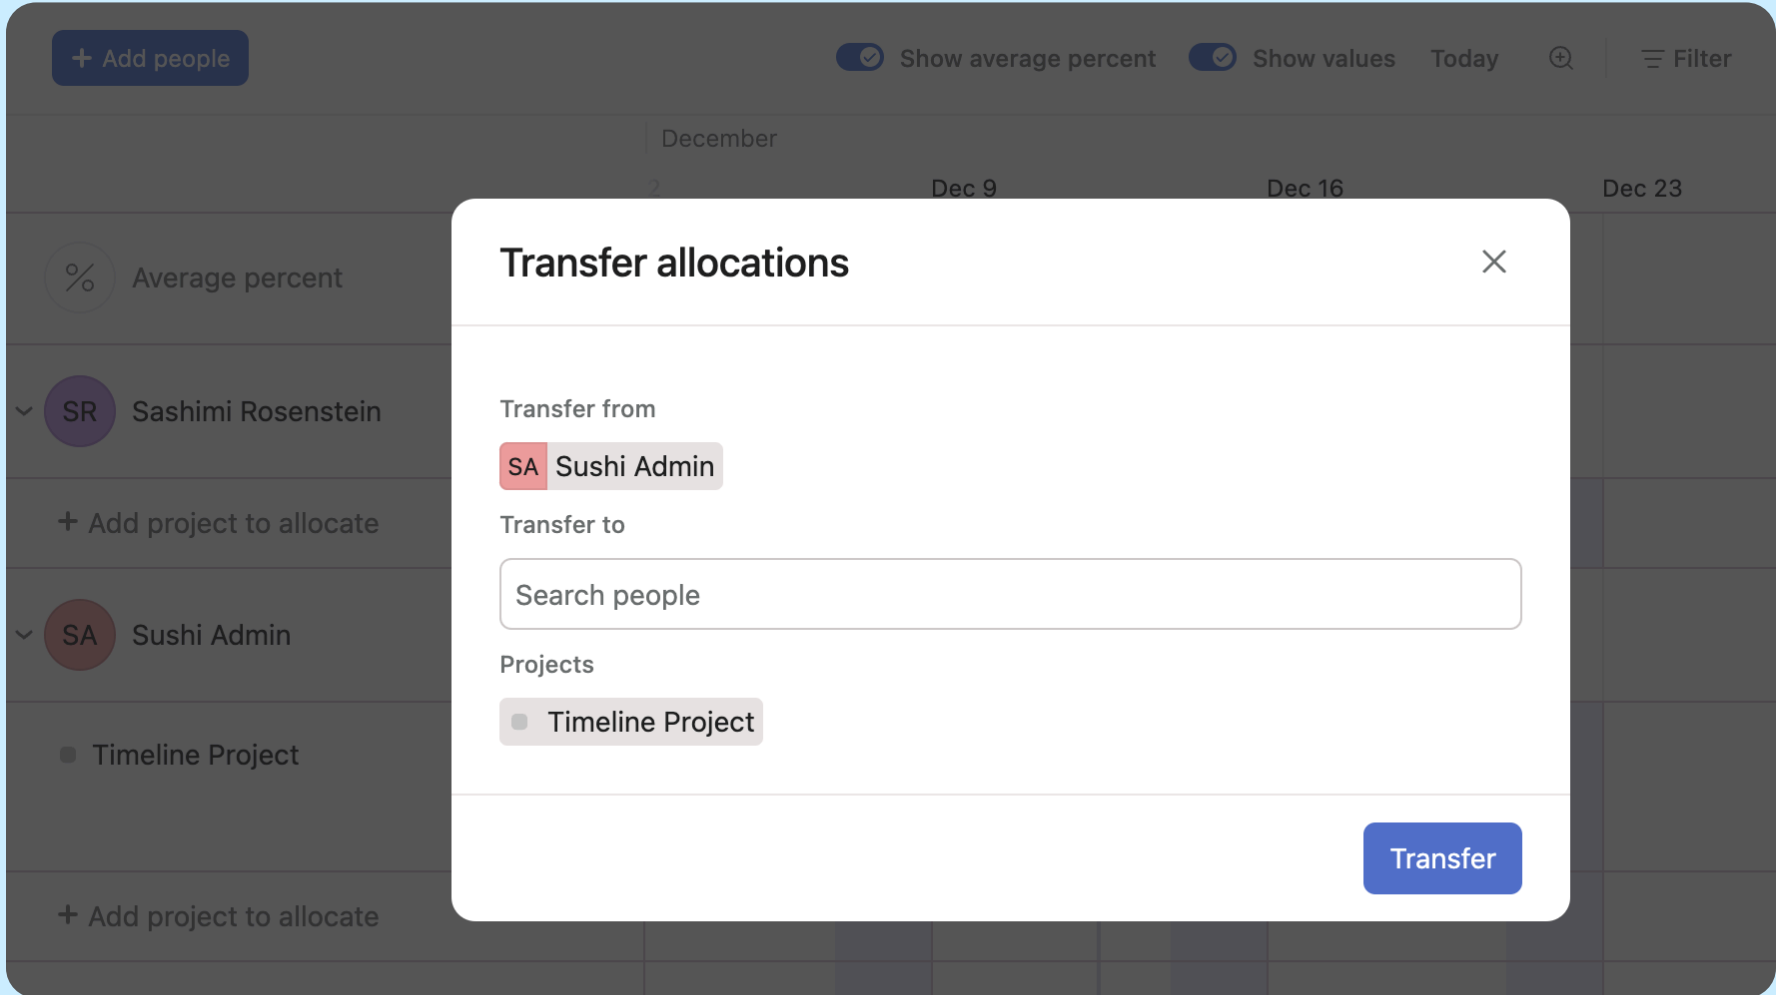 + Add people
Show average percent
Show values
Today
Filter
December
2
Dec 9
Dec 16
Dec 23
% Average percent
SR Sashimi Rosenstein
+ Add project to allocate
SA Sushi Admin
Timeline Project
+ Add project to allocate
Transfer allocations
Transfer from
SA Sushi Admin
Transfer to
Search people
Projects
Timeline Project
Transfer